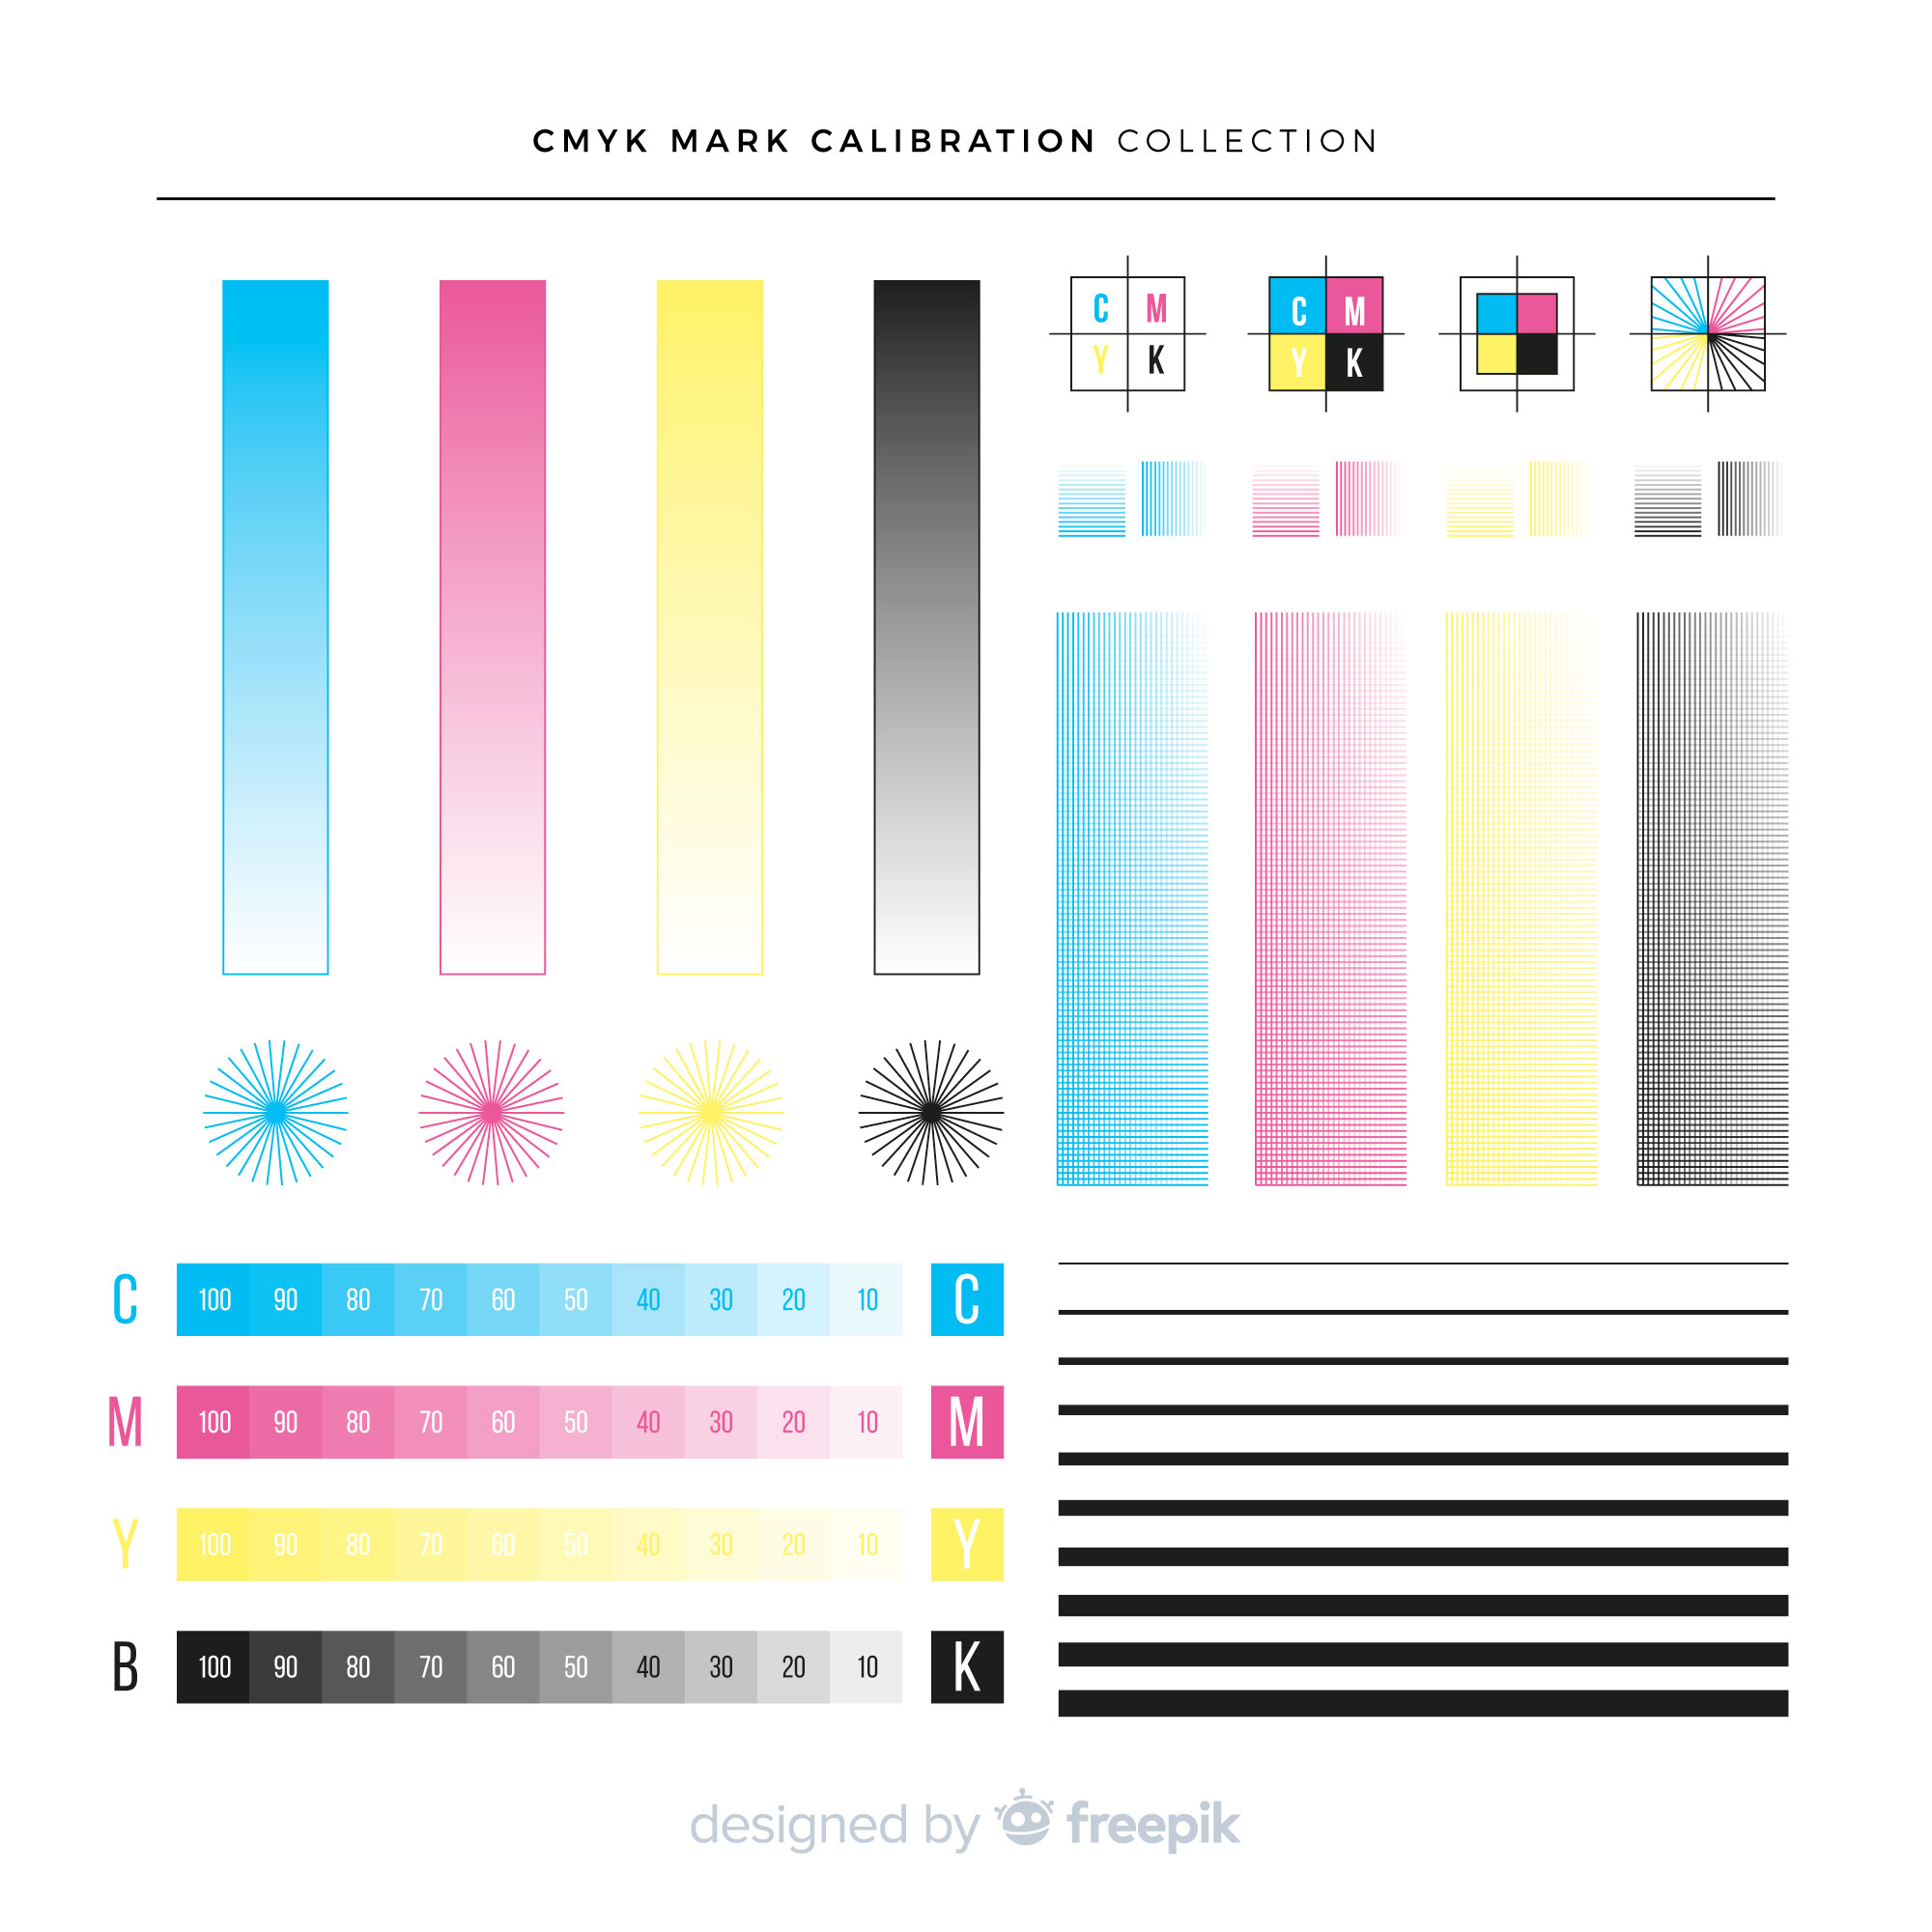 CMYK MARK CALIBRATION COLLECTION
C M
Y K
C M
Y K
C 100 90 80 70 60 50 40 30 20 10 C
M 100 90 80 70 60 50 40 30 20 10 M
Y 100 90 80 70 60 50 40 30 20 10 Y
B 100 90 80 70 60 50 40 30 20 10 K
designed by freepik